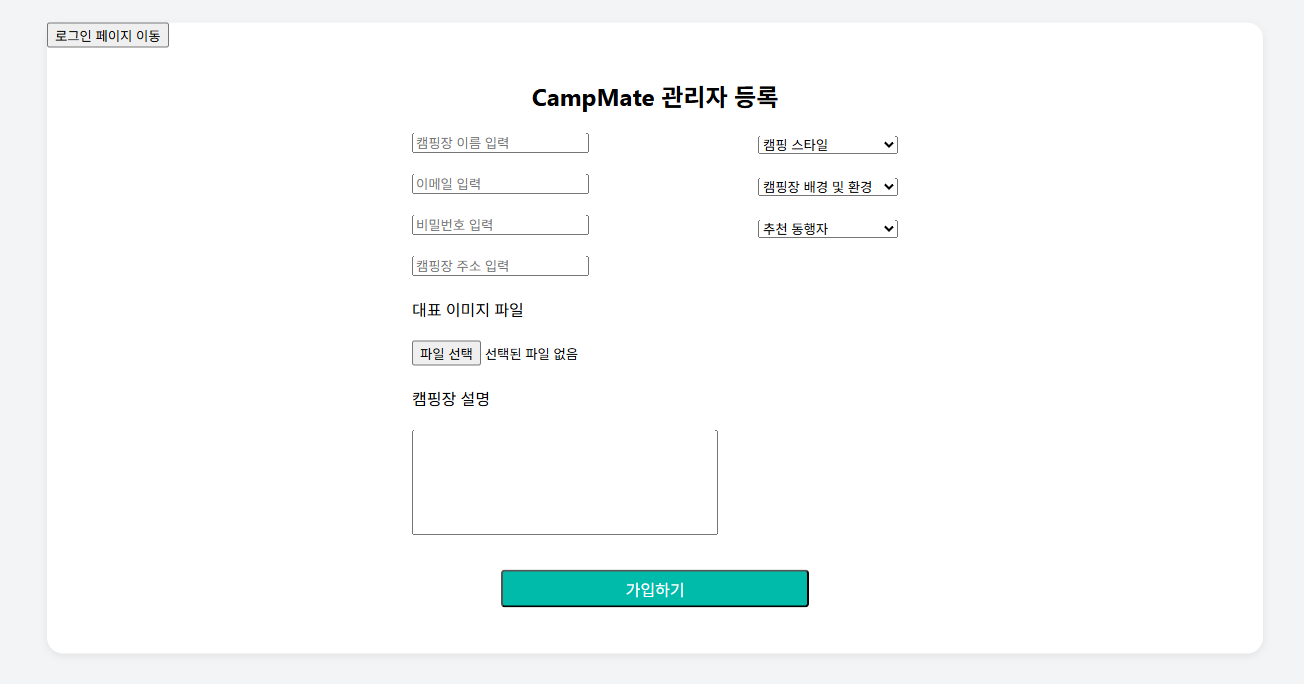 로그인 페이지 이동
CampMate 관리자 등록
캠핑장 이름 입력
이메일 입력
비밀번호 입력
캠핑장 주소 입력
캠핑 스타일
캠핑장 배경 및 환경
추천 동행자
대표 이미지 파일
파일 선택 선택된 파일 없음
캠핑장 설명
가입하기